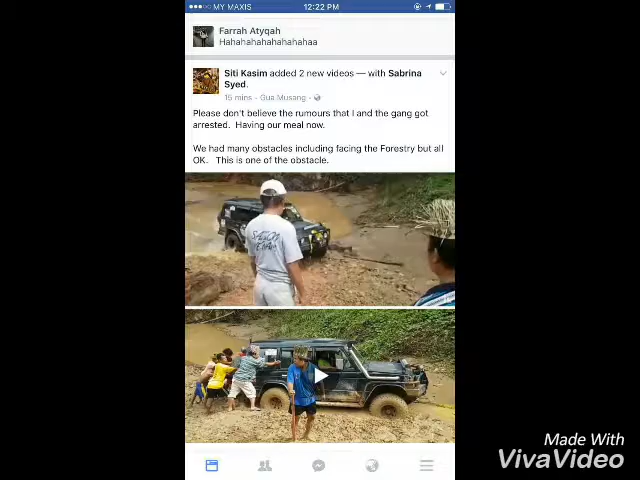 MY MAXIS
12:22 PM
Farrah Atyqah
Hahahahahahahahaa
Siti Kasim added 2 new videos — with Sabrina
Syed.
15 mins · Gua Musang ·
Please don't believe the rumours that I and the gang got
arrested. Having our meal now.
We had many obstacles including facing the Forestry but all
OK. This is one of the obstacle.
Made With
VivaVideo